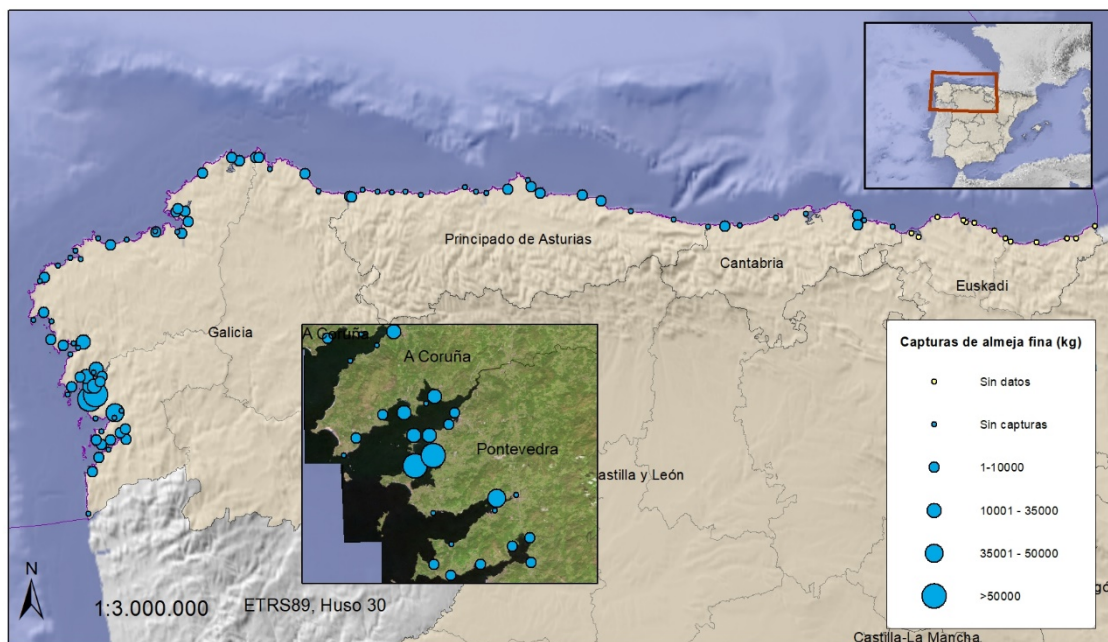 Principado de Asturias
Cantabria
Euskadi
Galicia
A Coruña
A Coruña
Pontevedra
astilla y León
Capturas de almeja fina (kg)
Sin datos
Sin capturas
1-10000
10001 - 35000
35001 - 50000
>50000
N
1:3.000.000
ETRS89, Huso 30
Castilla-La Mancha